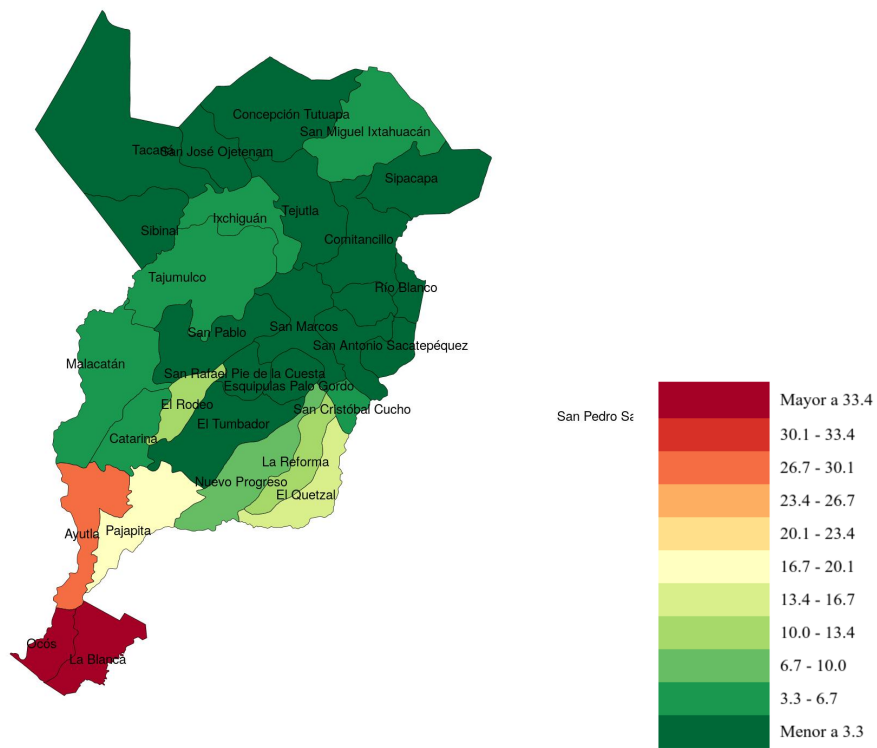 Concepción Tutuapa
San Miguel Ixtahuacán
Tacaná
San José Ojetenam
Sipacapa
Ixchiguán
Tejutla
Sibinal
Comitancillo
Tajumulco
Río Blanco
San Marcos
San Pablo
San Antonio Sacatepéquez
Malacatán
San Rafael Pie de la Cuesta
Esquipulas Palo Gordo
El Rodeo
San Cristóbal Cucho
El Tumbador
Catarina
La Reforma
Nuevo Progreso
El Quetzal
Pajapita
Ayutla
Ocós
La Blanca
San Pedro Sa
Mayor a 33.4
30.1 - 33.4
26.7 - 30.1
23.4 - 26.7
20.1 - 23.4
16.7 - 20.1
13.4 - 16.7
10.0 - 13.4
6.7 - 10.0
3.3 - 6.7
Menor a 3.3